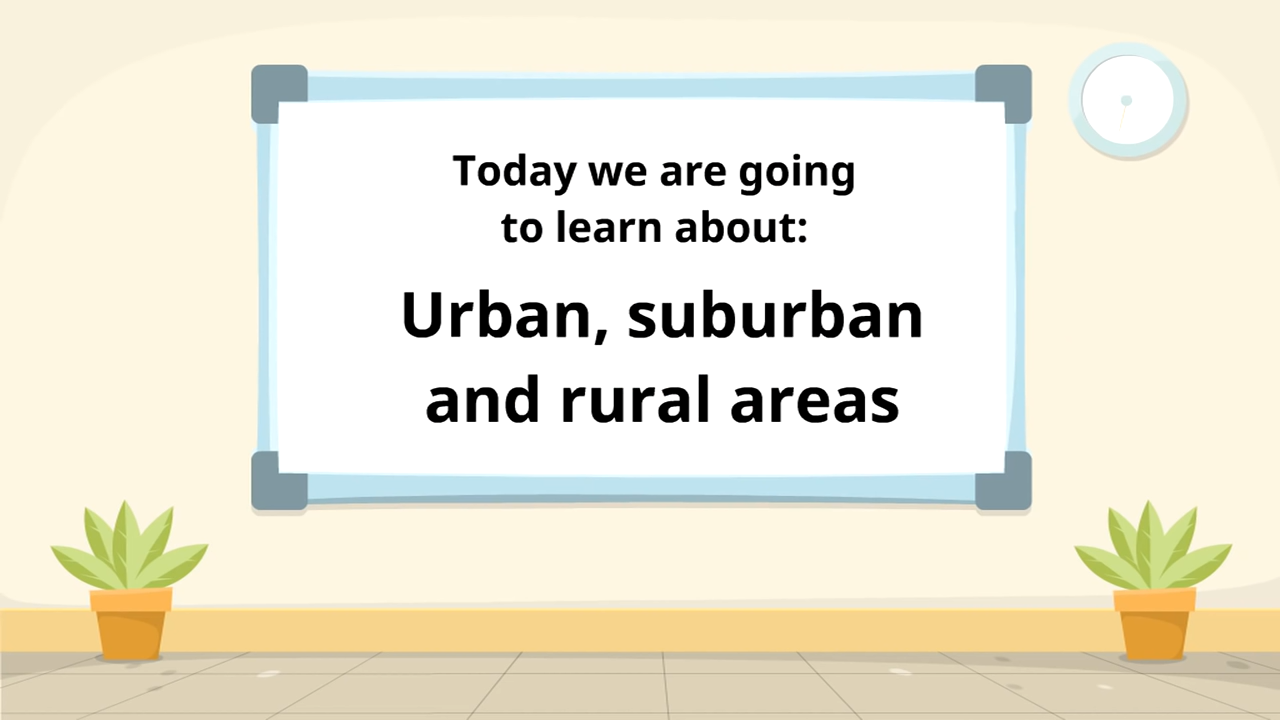 Today we are going
to learn about:
Urban, suburban
and rural areas